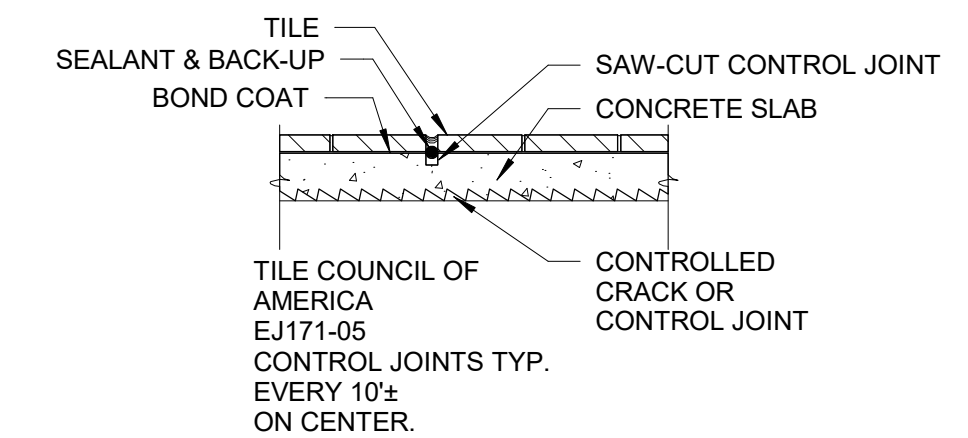 TILE
SEALANT & BACK-UP
BOND COAT
SAW-CUT CONTROL JOINT
CONCRETE SLAB
TILE COUNCIL OF
AMERICA
EJ171-05
CONTROL JOINTS TYP.
EVERY 10'±
ON CENTER.
CONTROLLED
CRACK OR
CONTROL JOINT